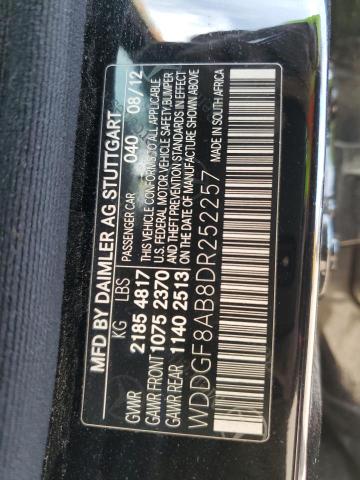 MFD BY DAIMLER AG STUTTGART
PASSENGER CAR 040 08/12
KG LBS
GVWR 2185 4817
GAWR FRONT 1075 2370
GAWR REAR 1140 2513
THIS VEHICLE CONFORMS TO ALL APPLICABLE
U.S. FEDERAL MOTOR VEHICLE SAFETY, BUMPER
AND THEFT PREVENTION STANDARDS IN EFFECT
ON THE DATE OF MANUFACTURE SHOWN ABOVE
WDDGF8AB8DR252257
MADE IN SOUTH AFRICA